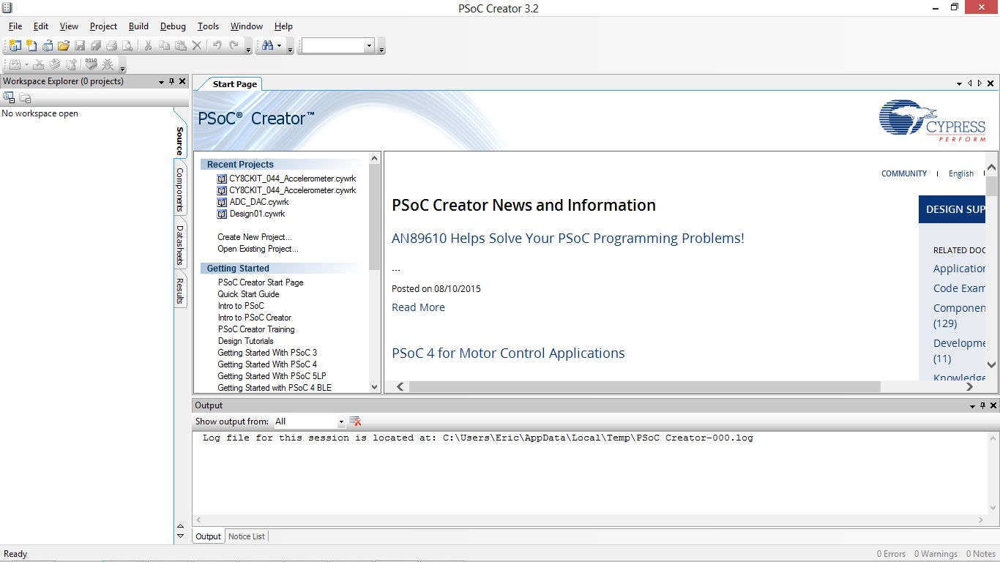 PSoC Creator 3.2
File Edit View Project Build Debug Tools Window Help
Workspace Explorer (0 projects)
No workspace open
Source
Components
Datasheets
Results
Start Page
PSoC® Creator™
CYPRESS
PERFORM
Recent Projects
CY8CKIT_044_Accelerometer.cywrk
CY8CKIT_044_Accelerometer.cywrk
ADC_DAC.cywrk
Design01.cywrk
Create New Project...
Open Existing Project...
Getting Started
PSoC Creator Start Page
Quick Start Guide
Intro to PSoC
Intro to PSoC Creator
PSoC Creator Training
Design Tutorials
Getting Started With PSoC 3
Getting Started With PSoC 4
Getting Started With PSoC 5LP
Getting Started with PSoC 4 BLE
COMMUNITY | English |
PSoC Creator News and Information
AN89610 Helps Solve Your PSoC Programming Problems!
---
Posted on 08/10/2015
Read More
PSoC 4 for Motor Control Applications
DESIGN SUP
RELATED DOC
Application
Code Exam
Componen
(129)
Developme
(11)
Knowledge
Output
Show output from: All
Log file for this session is located at: C:\Users\Eric\AppData\Local\Temp\PSoC Creator-000.log
Output Notice List
Ready
0 Errors 0 Warnings 0 Notes